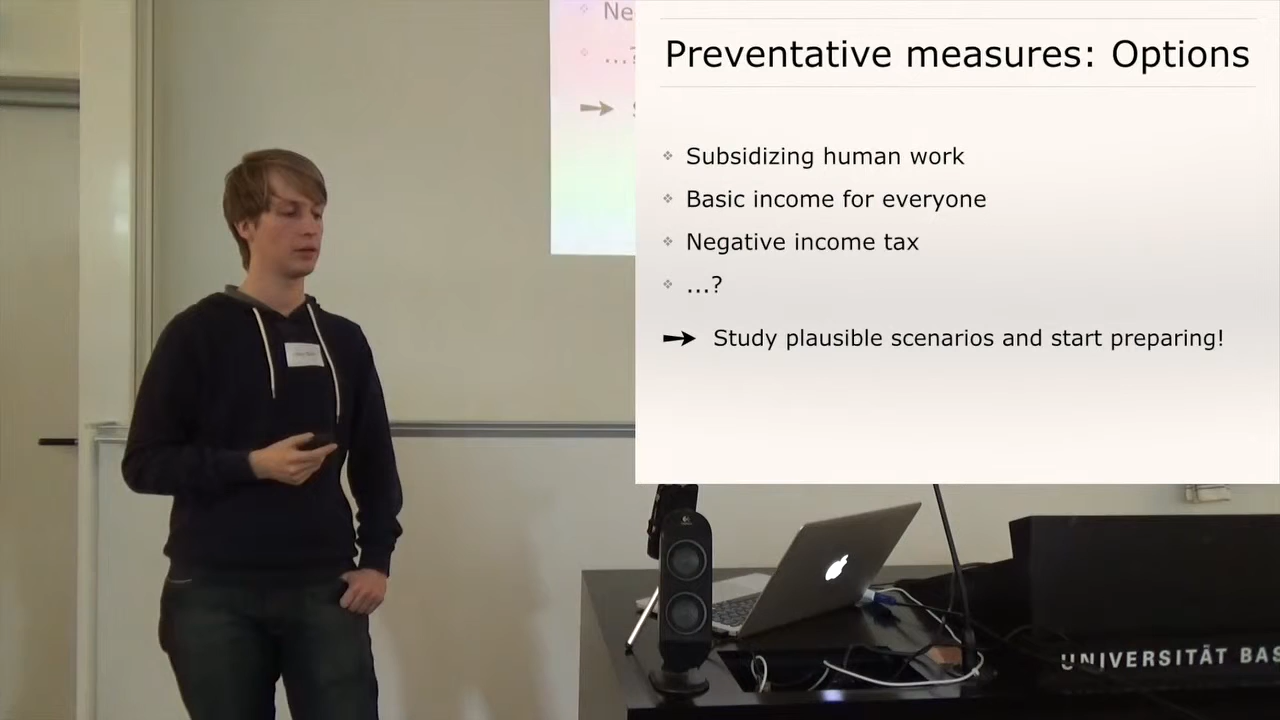 Ne
...?
Preventative measures: Options
Subsidizing human work
Basic income for everyone
Negative income tax
...?
Study plausible scenarios and start preparing!
UNIVERSITÄT BAS